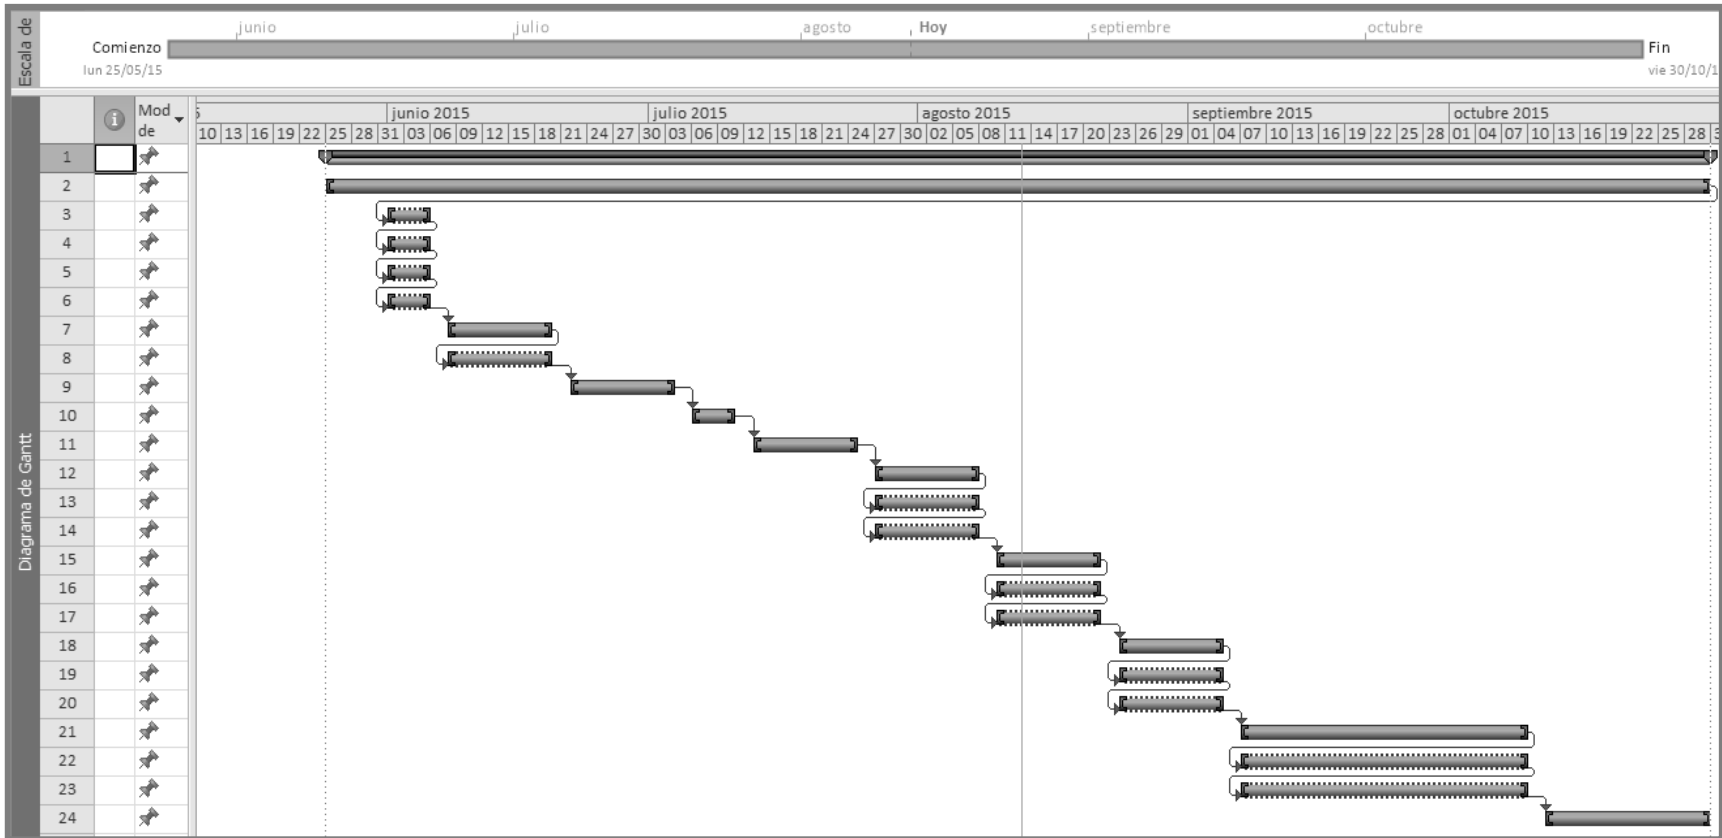 Escala de
junio julio agosto Hoy septiembre octubre
Comienzo
lun 25/05/15
Fin
vie 30/10/1
Diagrama de Gantt
Mod
de
5 junio 2015 julio 2015 agosto 2015 septiembre 2015 octubre 2015
10 13 16 19 22 25 28 31 03 06 09 12 15 18 21 24 27 30 03 06 09 12 15 18 21 24 27 30 02 05 08 11 14 17 20 23 26 29 01 04 07 10 13 16 19 22 25 28 01 04 07 10 13 16 19 22 25 28 3
1
2
3
4
5
6
7
8
9
10
11
12
13
14
15
16
17
18
19
20
21
22
23
24